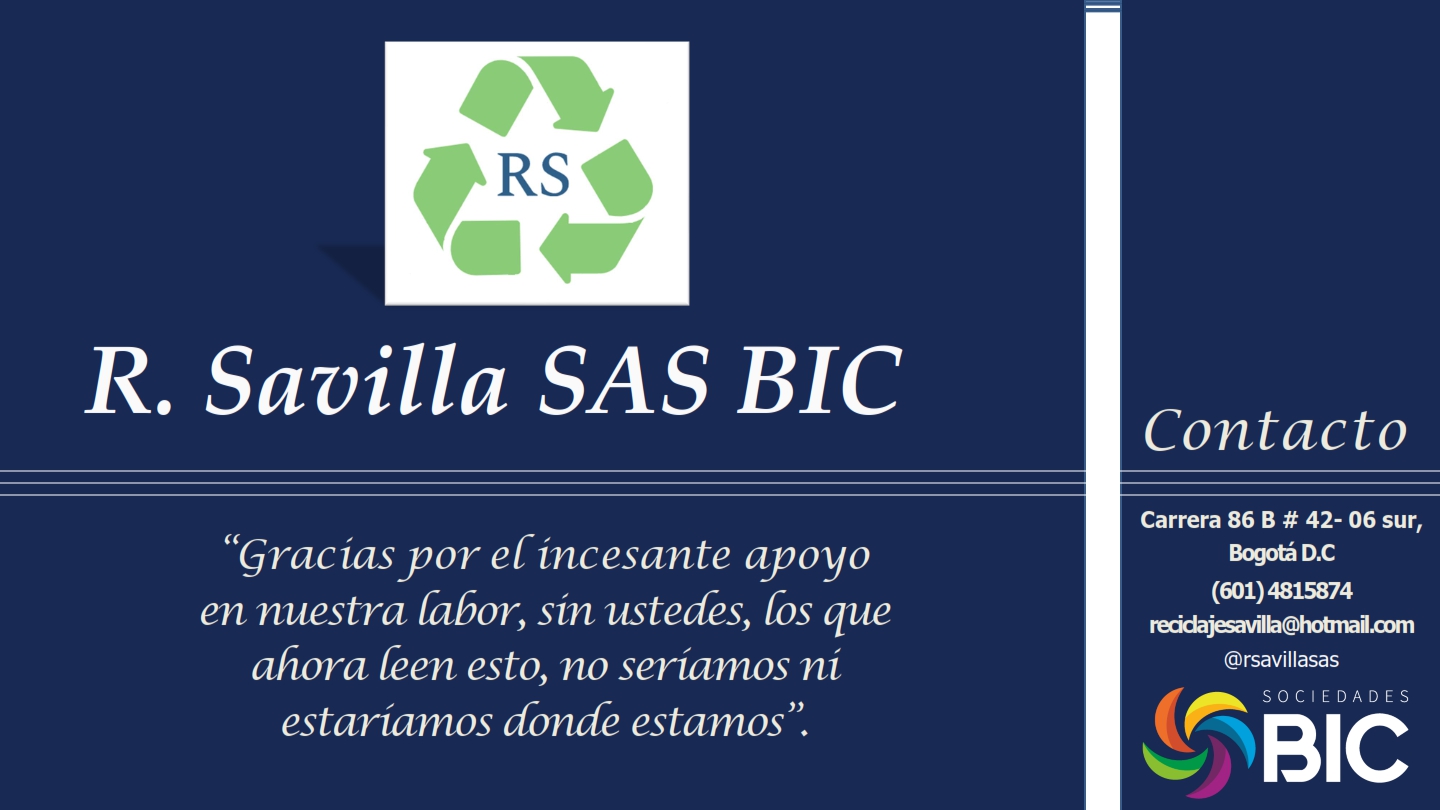 RS
R. Savilla SAS BIC
“Gracias por el incesante apoyo
en nuestra labor, sin ustedes, los que
ahora leen esto, no seríamos ni
estaríamos donde estamos”.
Contacto
Carrera 86 B # 42- 06 sur,
Bogotá D.C
(601) 4815874
reciclajesavilla@hotmail.com
@rsavillasas
SOCIEDADES
BIC